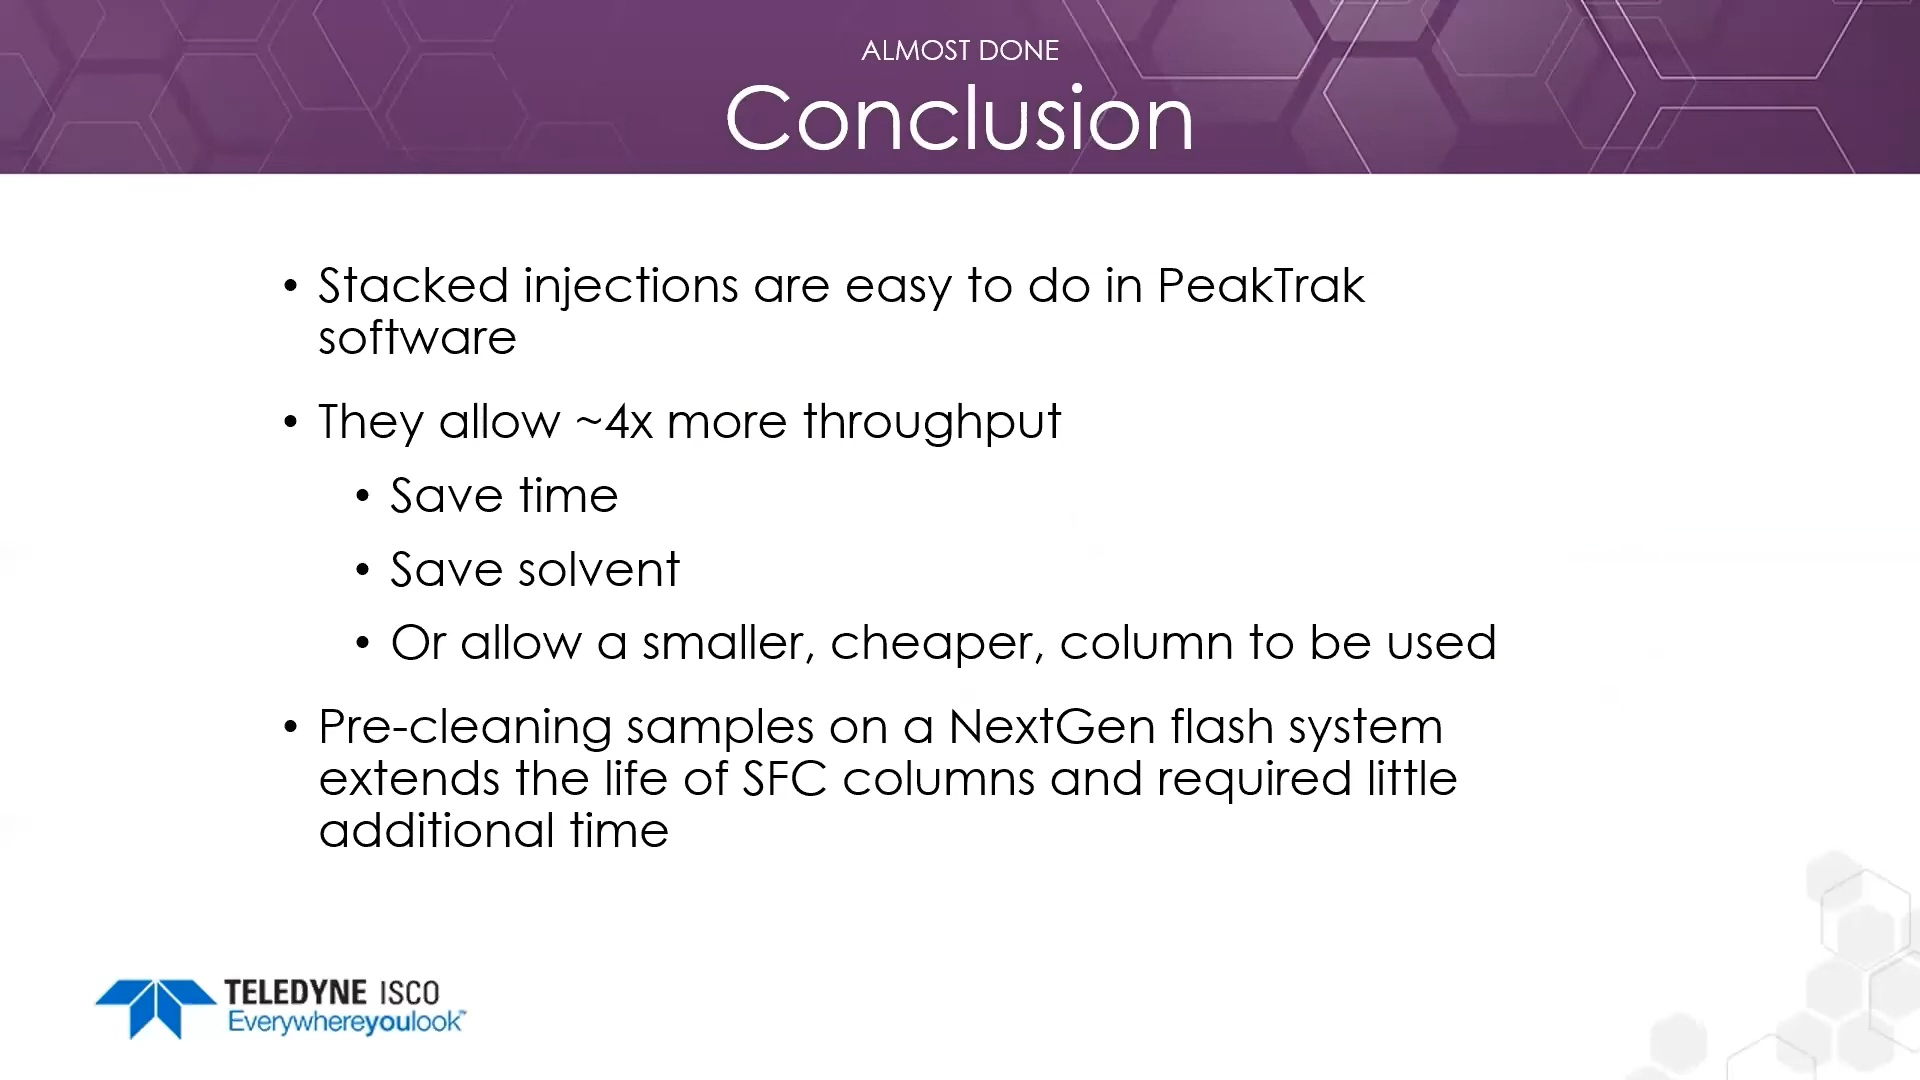 ALMOST DONE
Conclusion
• Stacked injections are easy to do in PeakTrak
software
• They allow ~4x more throughput
• Save time
• Save solvent
• Or allow a smaller, cheaper, column to be used
• Pre-cleaning samples on a NextGen flash system
extends the life of SFC columns and required little
additional time
TELEDYNE ISCO
Everywhereyoulook™